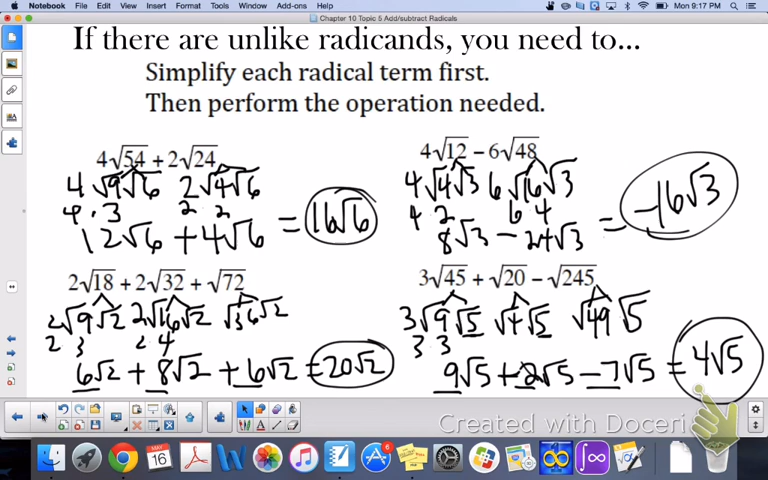 Notebook Edit View Insert Format Tools Window Add-ons Help Mon May 16 9:17 PM
Chapter 10 Topic 5 Add/subtract Radicals
If there are unlike radicands, you need to...
Simplify each radical term first.
Then perform the operation needed.
4√54 + 2√24
4√9√6 2√4√6
4·3 2·2
12√6 + 4√6 = 16√6
4√12 − 6√48
4√4√3 6√16√3
4 2 6 4
8√3 − 24√3 = −16√3
2√18 + 2√32 + √72
2√9√2 2√16√2 √36√2
2 3 2 4
6√2 + 8√2 + 6√2 = 20√2
3√45 + √20 − √245
3√9√5 √4√5 √49√5
3 3
9√5 + 2√5 − 7√5 = 4√5
Created with Doceri
MAY
16
6